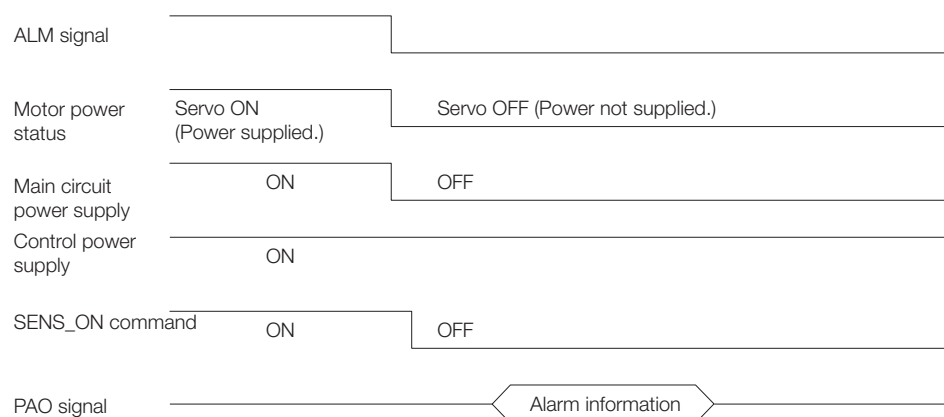 ALM signal
Motor power
status
Servo ON
(Power supplied.)
Servo OFF (Power not supplied.)
Main circuit
power supply
ON
OFF
Control power
supply
ON
SENS_ON command
ON
OFF
PAO signal
Alarm information